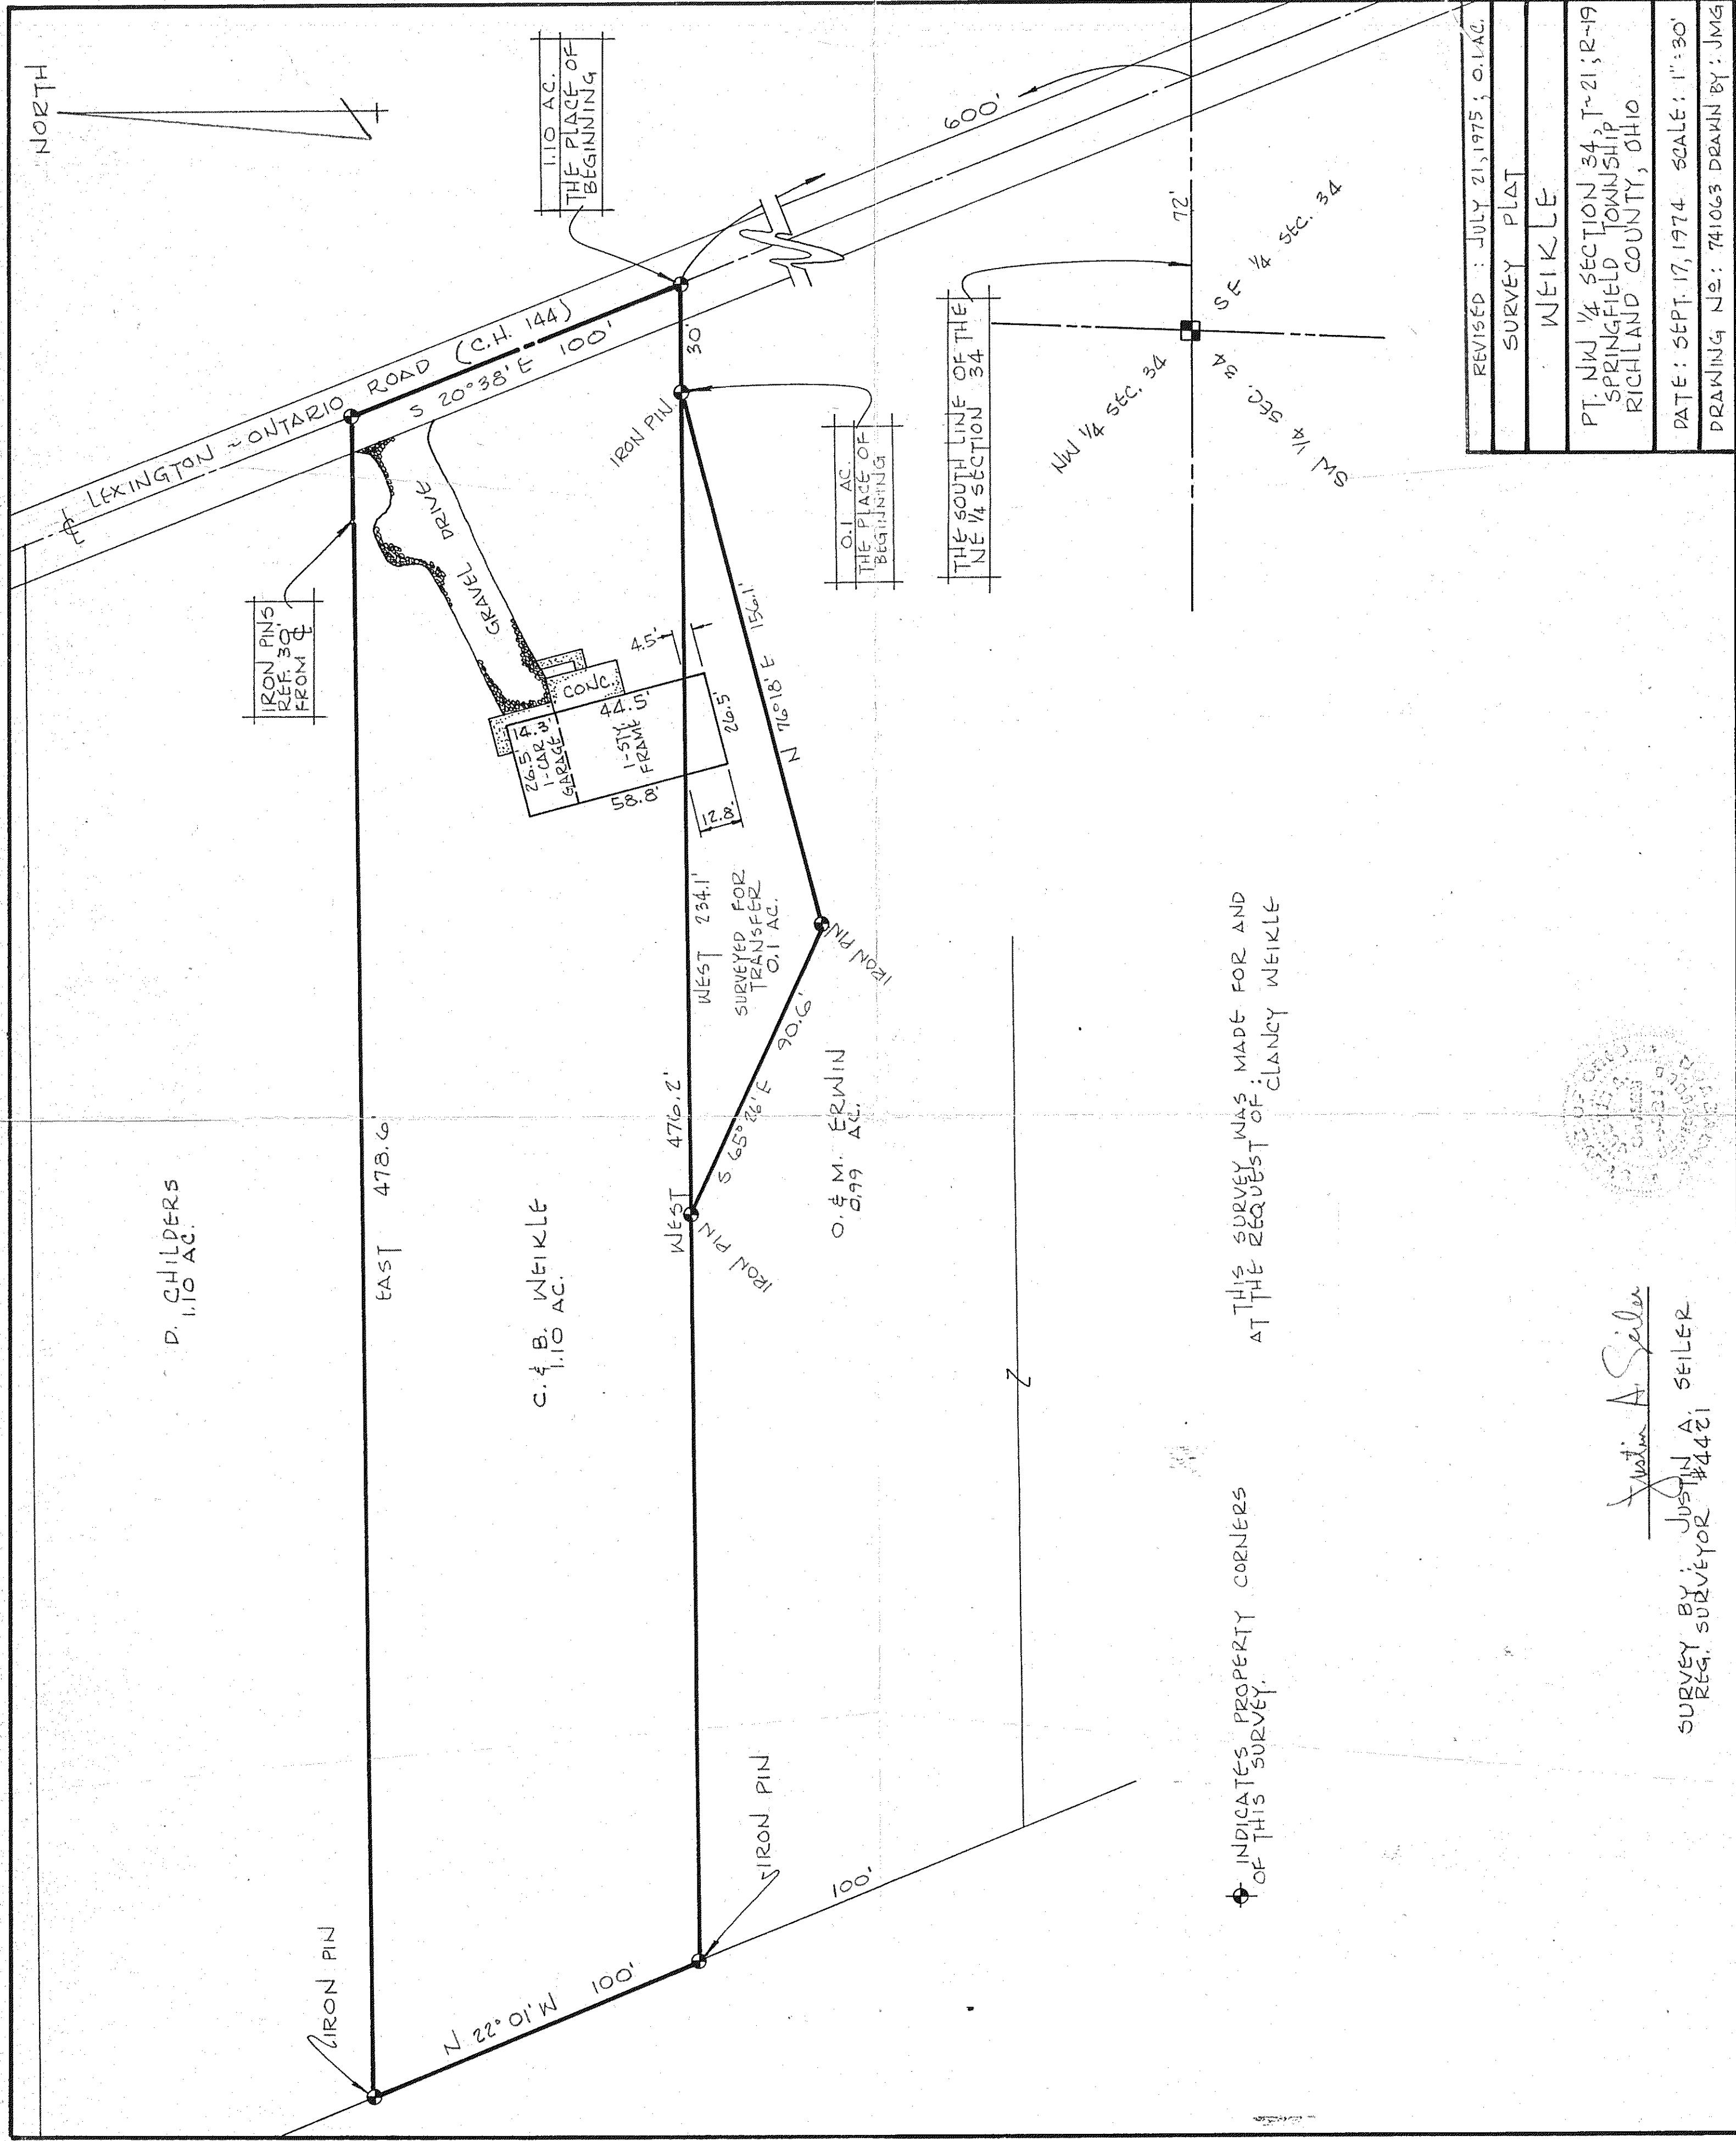 NORTH
1.10 AC.
THE PLACE OF
BEGINNING
LEXINGTON ~ ONTARIO ROAD (C.H. 144)
S 20°38' E 100'
600'
30'
IRON PIN
IRON PINS
REF. 30'
FROM ℄
GRAVEL DRIVE
CONC.
44.5'
14.3'
26.5'
1-CAR
GARAGE
1-STY.
FRAME
58.8'
26.5'
4.5'
12.8'
N 76°18' E 156.1'
0.1 AC.
THE PLACE OF
BEGINNING
THE SOUTH LINE OF THE
NE 1/4 SECTION 34
72'
NW 1/4 SEC. 34
SE 1/4 SEC. 34
SW 1/4 SEC. 34
WEST 234.1'
SURVEYED FOR
TRANSFER
0.1 AC.
IRON PIN
S 65°26' E 90.6'
WEST 476.2'
IRON PIN
O. & M. ERWIN
0.99 AC.
D. CHILDERS
1.10 AC.
EAST 478.6
C. & B. WEIKLE
1.10 AC.
IRON PIN
N 22°01' W 100'
IRON PIN
100'
THIS SURVEY WAS MADE FOR AND
AT THE REQUEST OF:
CLANCY WEIKLE
INDICATES PROPERTY CORNERS
OF THIS SURVEY.
Justin A. Seiler
SURVEY BY: JUSTIN A. SEILER
REG. SURVEYOR #4421
REVISED: JULY 21, 1975; 0.1 AC.
SURVEY PLAT
WEIKLE
PT. NW 1/4 SECTION 34, T-21; R-19
SPRINGFIELD TOWNSHIP
RICHLAND COUNTY, OHIO
DATE: SEPT. 17, 1974 SCALE: 1":30'
DRAWING No: 741063 DRAWN BY: JMG